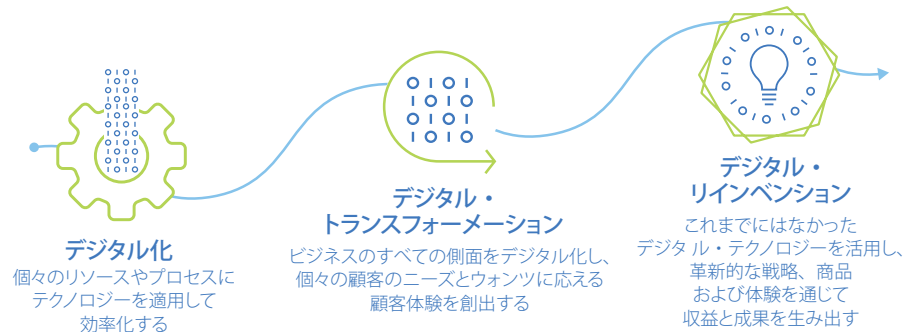 デジタル化
個々のリソースやプロセスに
テクノロジーを適用して
効率化する
デジタル・
トランスフォーメーション
ビジネスのすべての側面をデジタル化し、
個々の顧客のニーズとウォンツに応える
顧客体験を創出する
デジタル・
リインベンション
これまでにはなかった
デジタ ル・テクノロジーを活用し、
革新的な戦略、商品
および体験を通じて
収益と成果を生み出す